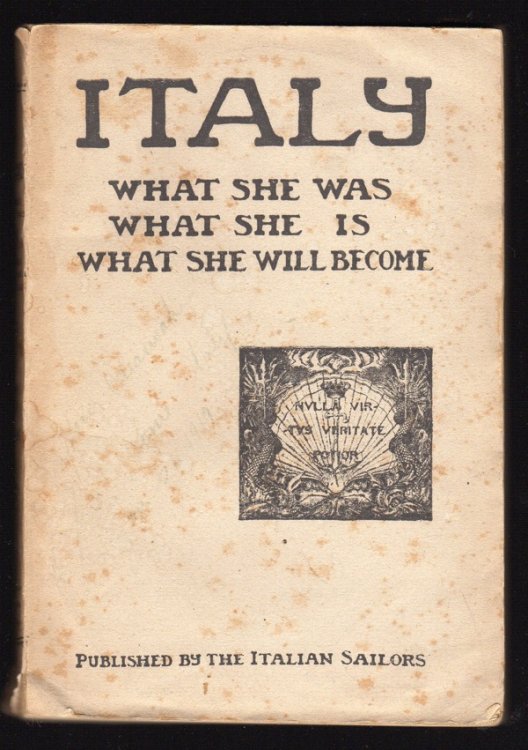 ITALY
WHAT SHE WAS
WHAT SHE IS
WHAT SHE WILL BECOME
NVLLA VIR-
-TVS VERITATE
POTIOR
PUBLISHED BY THE ITALIAN SAILORS